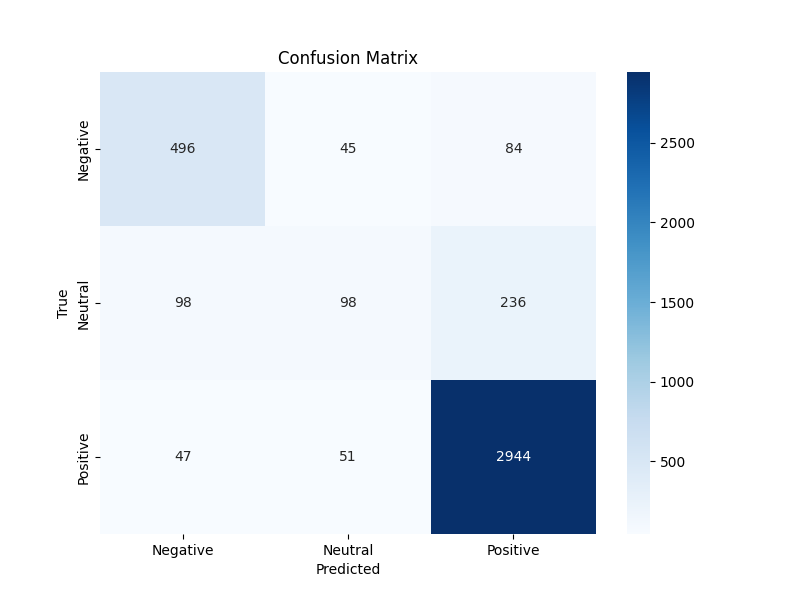 Confusion Matrix
Negative
496
45
84
2500
2000
True
Neutral
98
98
236
1500
1000
Positive
47
51
2944
500
Negative
Neutral
Positive
Predicted